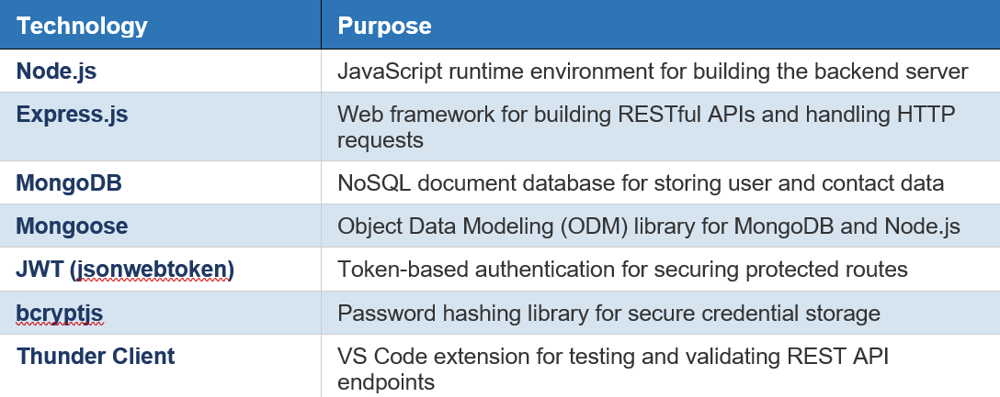 Technology Purpose
Node.js JavaScript runtime environment for building the backend server
Express.js Web framework for building RESTful APIs and handling HTTP
requests
MongoDB NoSQL document database for storing user and contact data
Mongoose Object Data Modeling (ODM) library for MongoDB and Node.js
JWT (jsonwebtoken) Token-based authentication for securing protected routes
bcryptjs Password hashing library for secure credential storage
Thunder Client VS Code extension for testing and validating REST API
endpoints